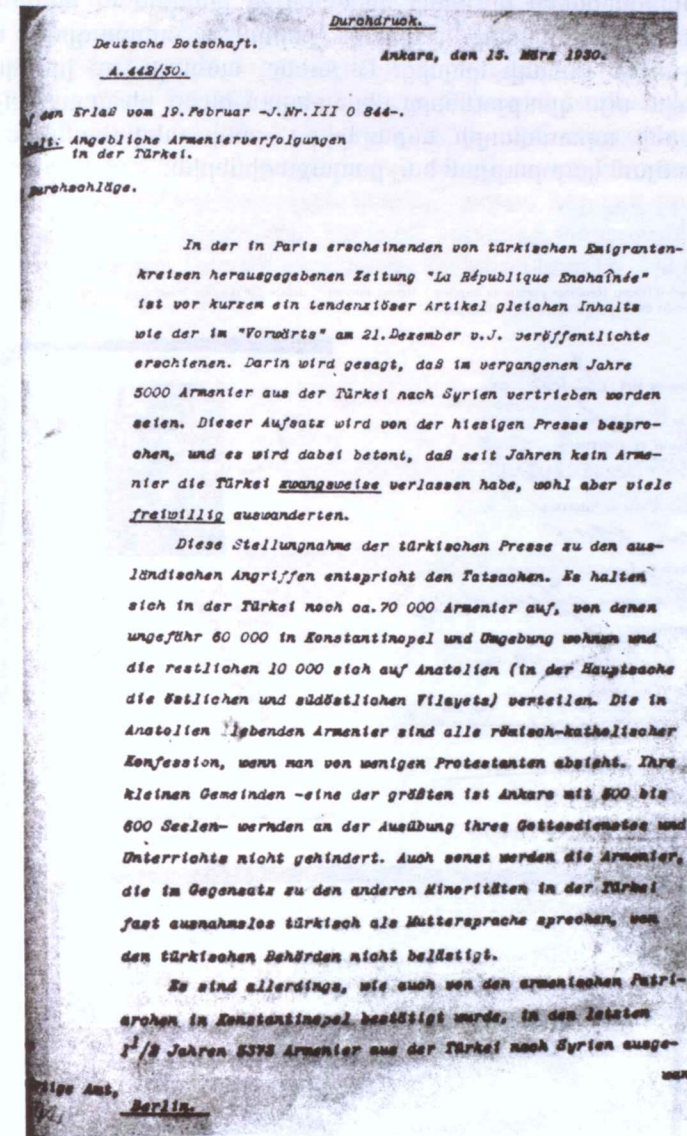 Durchdruck.
Deutsche Botschaft.
Ankara, den 15. März 1930.
A.442/30.
f den Erlaß vom 19.Februar -J.Nr.III O 844-.
alt: Angebliche Armenierverfolgungen
in der Türkei.
Durchschläge.
In der in Paris erscheinenden von türkischen Emigranten-
kreisen herausgegebenen Zeitung "La République Enchaînée"
ist vor kurzem ein tendenziöser Artikel gleichen Inhalts
wie der im "Vorwärts" am 21.Dezember v.J. veröffentlichte
erschienen. Darin wird gesagt, daß im vergangenen Jahre
5000 Armenier aus der Türkei nach Syrien vertrieben worden
seien. Dieser Aufsatz wird von der hiesigen Presse bespro-
chen, und es wird dabei betont, daß seit Jahren kein Arme-
nier die Türkei zwangsweise verlassen habe, wohl aber viele
freiwillig auswanderten.
Diese Stellungnahme der türkischen Presse zu den aus-
ländischen Angriffen entspricht den Tatsachen. Es halten
sich in der Türkei noch ca.70 000 Armenier auf, von denen
ungefähr 60 000 in Konstantinopel und Umgebung wohnen und
die restlichen 10 000 sich auf Anatolien (in der Hauptsache
die östlichen und südöstlichen Vilayets) verteilen. Die in
Anatolien lebenden Armenier sind alle römisch-katholischer
Konfession, wenn man von wenigen Protestanten absieht. Ihre
kleinen Gemeinden -eine der größten ist Ankara mit 500 bis
600 Seelen- wernden an der Ausübung ihres Gottesdienstes und
Unterrichts nicht gehindert. Auch sonst werden die Armenier,
die im Gegensatz zu den anderen Minoritäten in der Türkei
fast ausnahmslos türkisch als Muttersprache sprechen, von
den türkischen Behörden nicht belästigt.
Es sind allerdings, wie auch von den armenischen Patri-
archen in Konstantinopel bestätigt wurde, in den letzten
1 1/2 Jahren 5375 Armenier aus der Türkei nach Syrien ausge-
wan
rtige Amt,
Berlin.